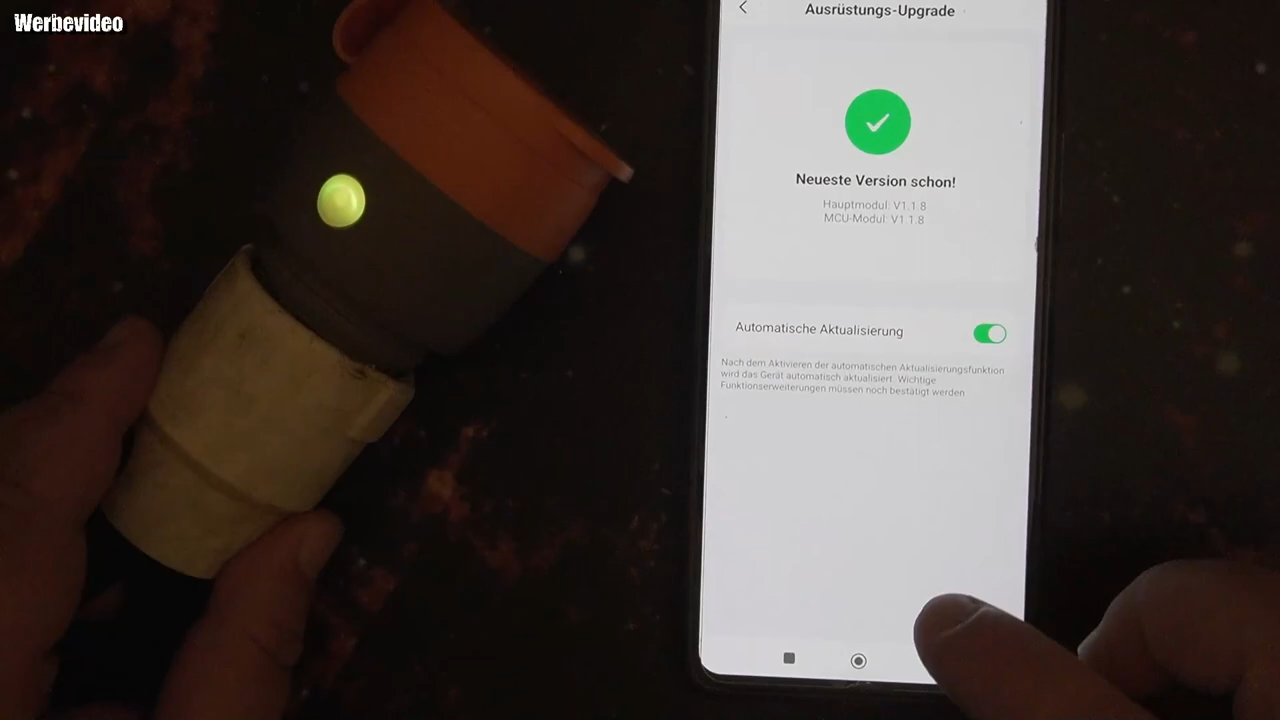 Werbevideo
Ausrüstungs-Upgrade
Neueste Version schon!
Hauptmodul: V1.1.8
MCU-Modul: V1.1.8
Automatische Aktualisierung
Nach dem Aktivieren der automatischen Aktualisierungsfunktion
wird das Gerät automatisch aktualisiert. Wichtige
Funktionserweiterungen müssen noch bestätigt werden